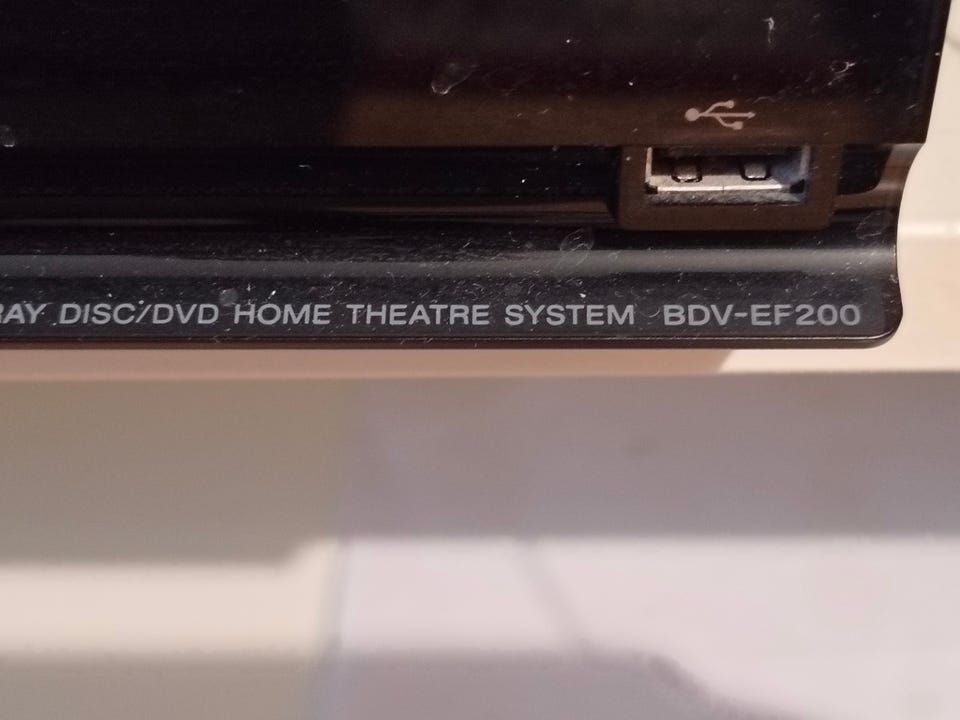 RAY DISC/DVD HOME THEATRE SYSTEM BDV-EF200